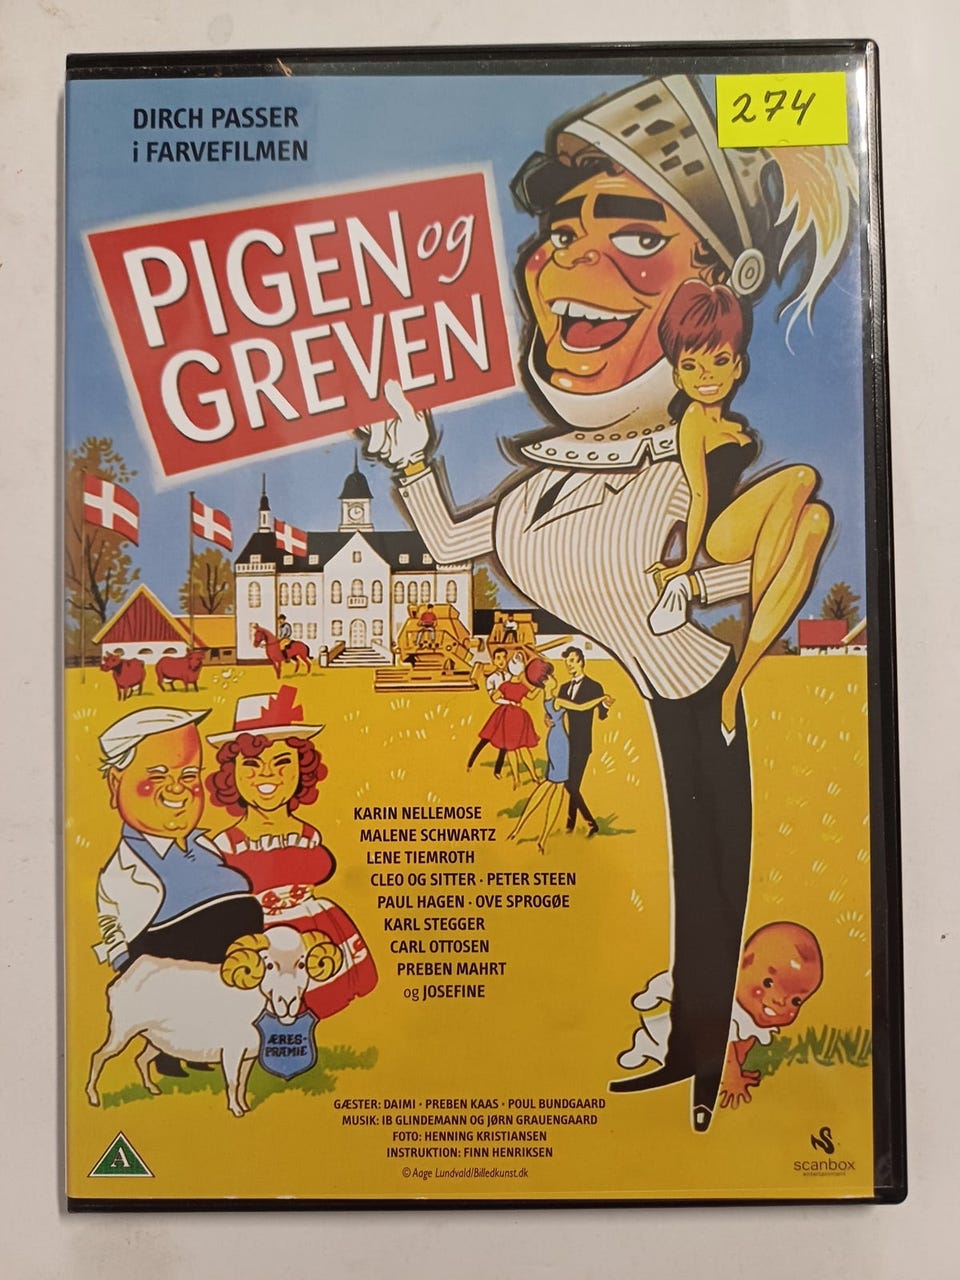 274
DIRCH PASSER
i FARVEFILMEN
PIGEN og
GREVEN
KARIN NELLEMOSE
MALENE SCHWARTZ
LENE TIEMROTH
CLEO OG SITTER · PETER STEEN
PAUL HAGEN · OVE SPROGØE
KARL STEGGER
CARL OTTOSEN
PREBEN MAHRT
og JOSEFINE
ÆRES-
PRÆMIE
GÆSTER: DAIMI · PREBEN KAAS · POUL BUNDGAARD
MUSIK: IB GLINDEMANN OG JØRN GRAUENGAARD
FOTO: HENNING KRISTIANSEN
INSTRUKTION: FINN HENRIKSEN
© Aage Lundvald/Billedkunst.dk
A
scanbox
entertainment